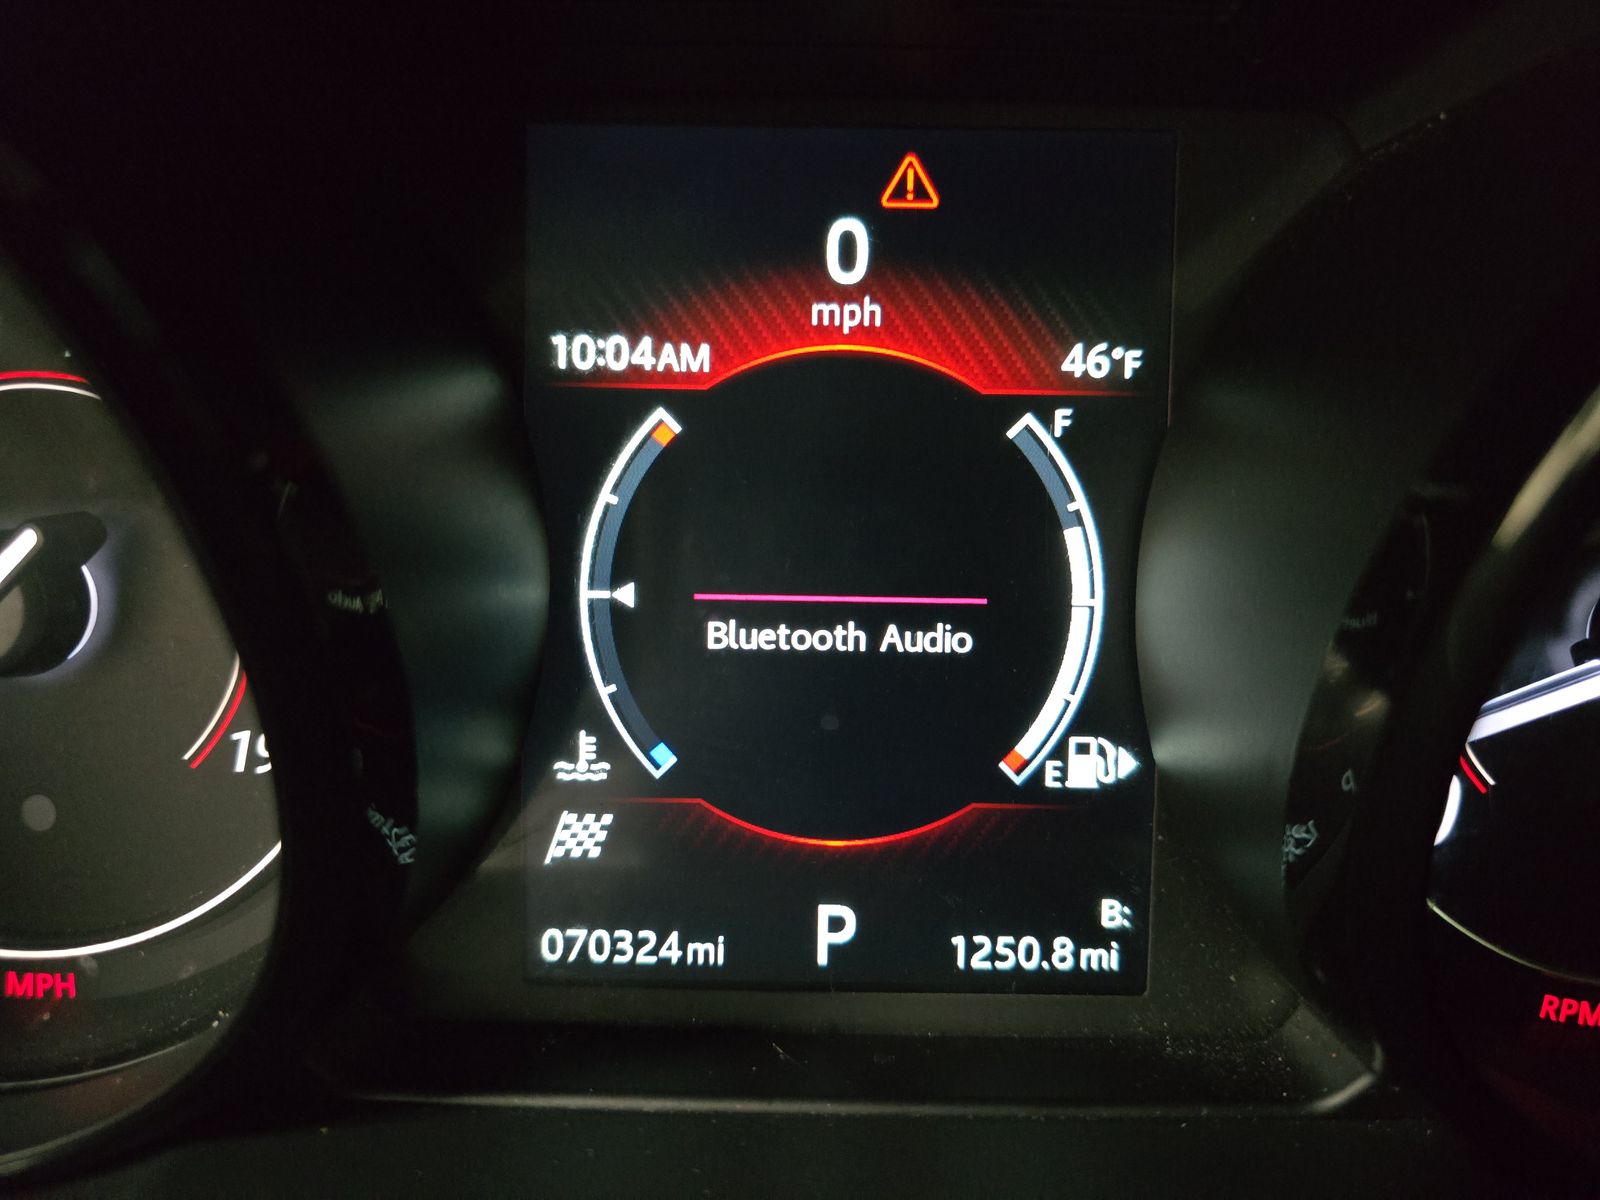 0
mph
10:04AM
46°F
F
Bluetooth Audio
E
B:
070324mi
P
1250.8mi
MPH
RPM